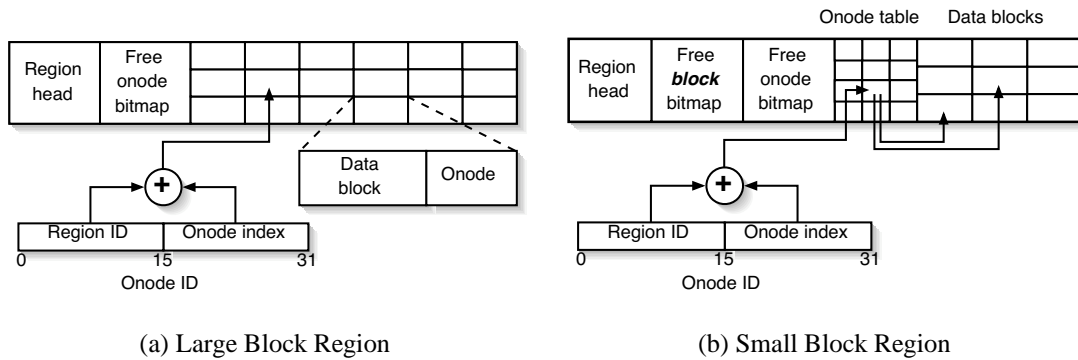 Region
head
Free
onode
bitmap
Data
block
Onode
+
Region ID
Onode index
0
15
31
Onode ID
(a) Large Block Region
Onode table
Data blocks
Region
head
Free
block
bitmap
Free
onode
bitmap
+
Region ID
Onode index
0
15
31
Onode ID
(b) Small Block Region